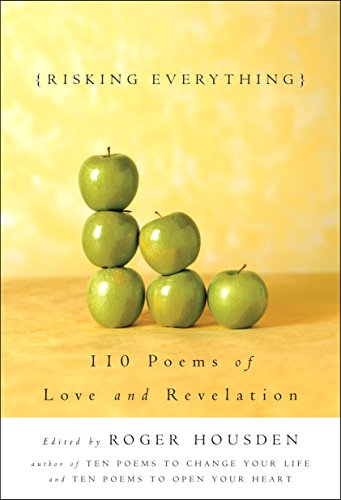 {RISKING EVERYTHING}
110 Poems of
Love and Revelation
Edited by ROGER HOUSDEN
author of TEN POEMS TO CHANGE YOUR LIFE
and TEN POEMS TO OPEN YOUR HEART